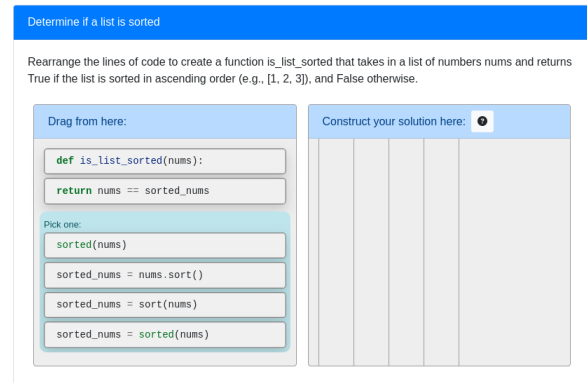 Determine if a list is sorted
Rearrange the lines of code to create a function is_list_sorted that takes in a list of numbers nums and returns
True if the list is sorted in ascending order (e.g., [1, 2, 3]), and False otherwise.
Drag from here:
def is_list_sorted(nums):
return nums == sorted_nums
Pick one:
sorted(nums)
sorted_nums = nums.sort()
sorted_nums = sort(nums)
sorted_nums = sorted(nums)
Construct your solution here: ?